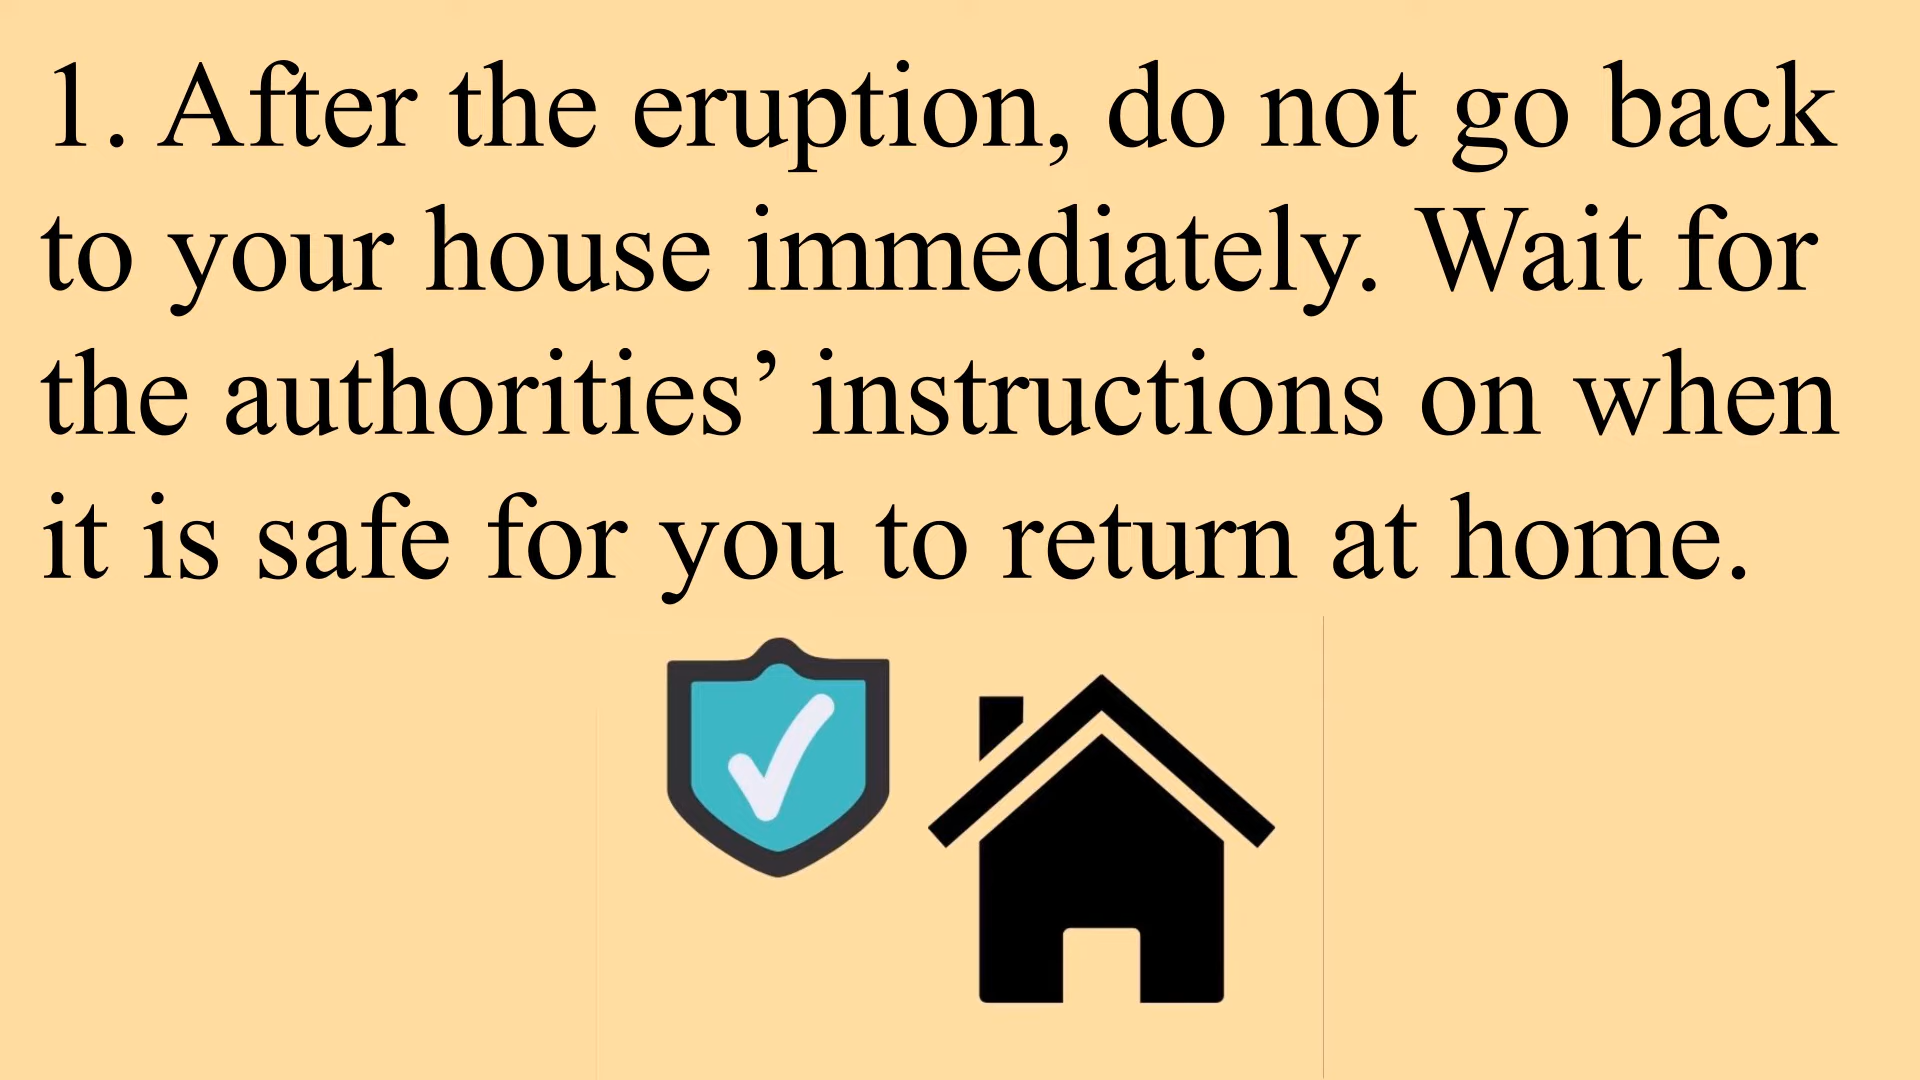 1. After the eruption, do not go back
to your house immediately. Wait for
the authorities’ instructions on when
it is safe for you to return at home.